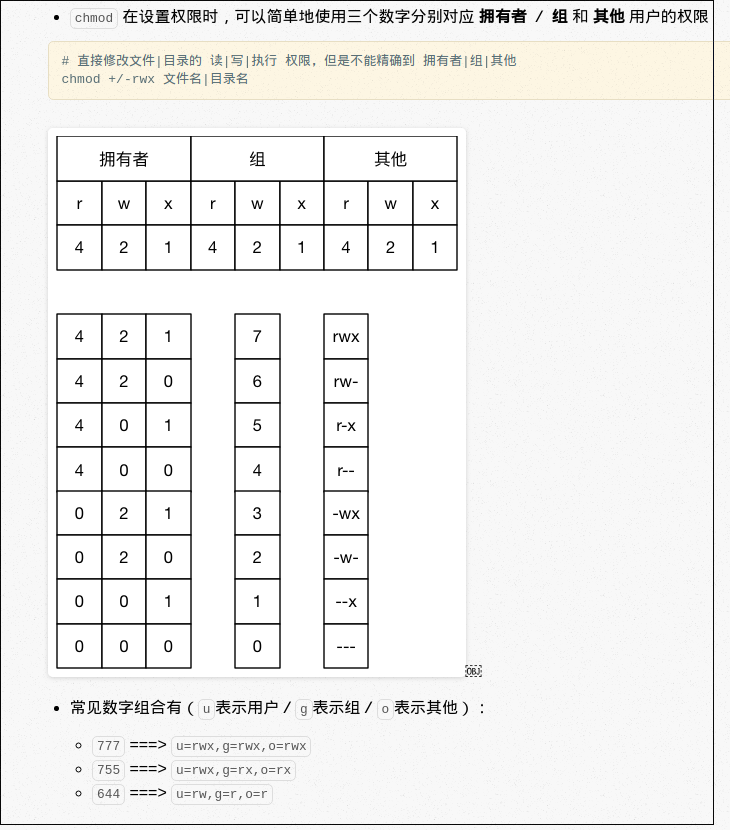 chmod 在设置权限时，可以简单地使用三个数字分别对应 拥有者 / 组 和 其他 用户的权限
# 直接修改文件|目录的 读|写|执行 权限，但是不能精确到 拥有者|组|其他
chmod +/-rwx 文件名|目录名
拥有者 组 其他
r w x r w x r w x
4 2 1 4 2 1 4 2 1
4 2 1 7 rwx
4 2 0 6 rw-
4 0 1 5 r-x
4 0 0 4 r--
0 2 1 3 -wx
0 2 0 2 -w-
0 0 1 1 --x
0 0 0 0 ---
OBJ
常见数字组合有（u表示用户/g表示组/o表示其他）：
777 ===> u=rwx,g=rwx,o=rwx
755 ===> u=rwx,g=rx,o=rx
644 ===> u=rw,g=r,o=r